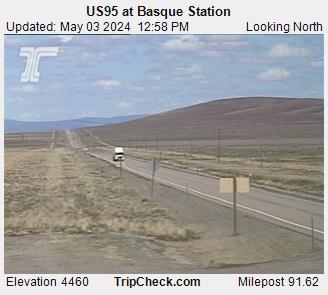 US95 at Basque Station
Updated: May 03 2024 12:58 PM Looking North
Elevation 4460 TripCheck.com Milepost 91.62